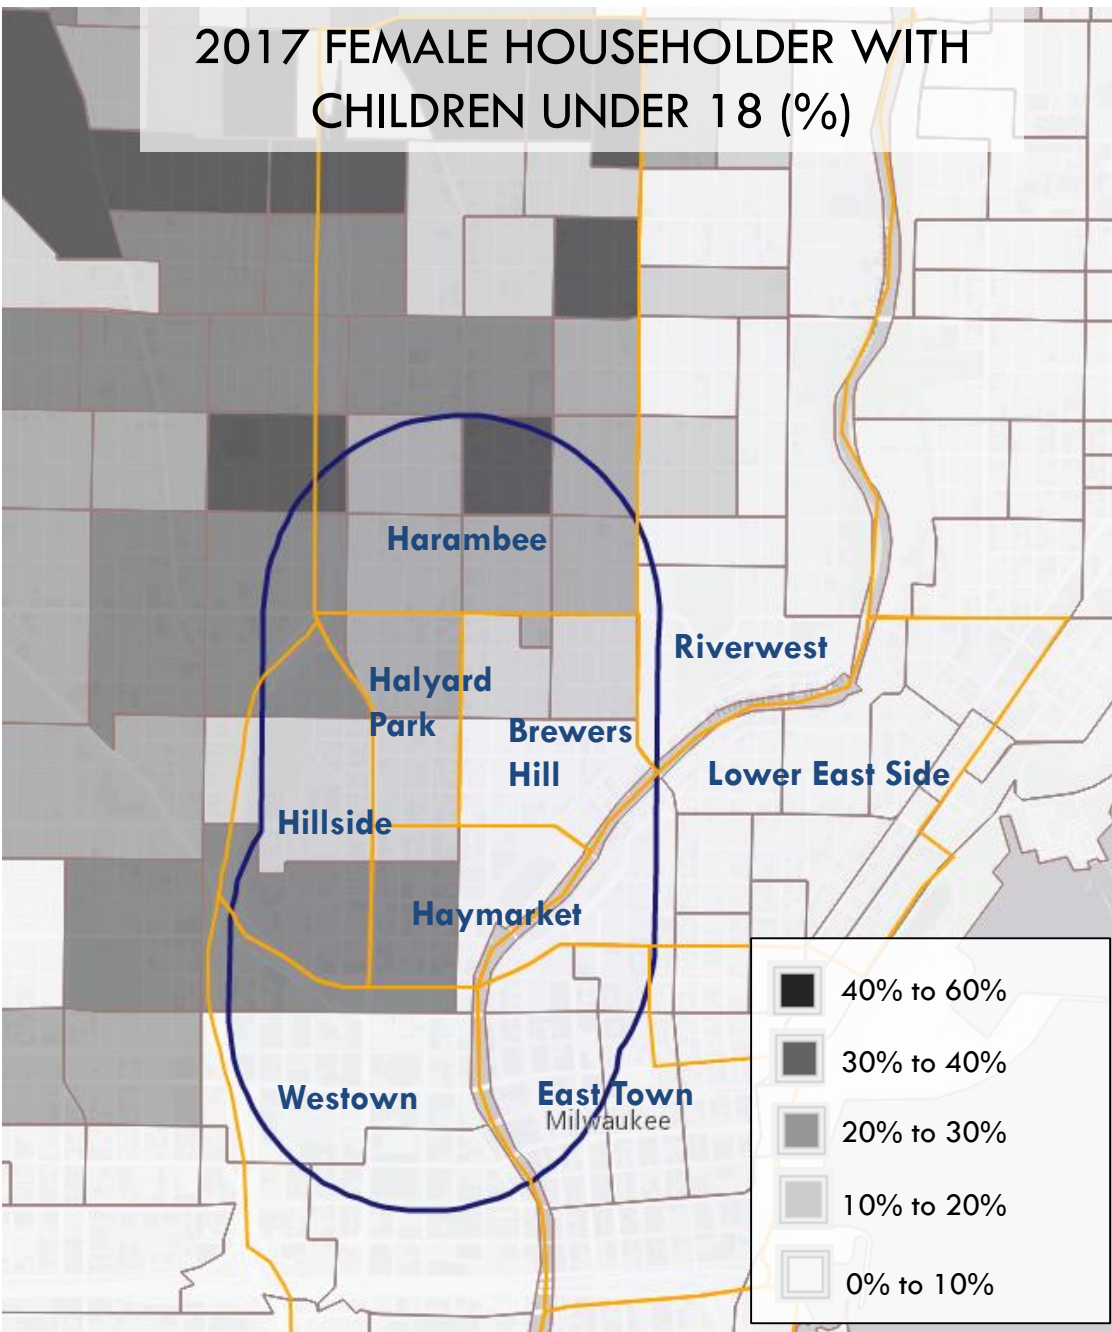 2017 FEMALE HOUSEHOLDER WITH
CHILDREN UNDER 18 (%)
Harambee
Riverwest
Halyard
Park
Brewers
Hill
Lower East Side
Hillside
Haymarket
Westown
East Town
Milwaukee
40% to 60%
30% to 40%
20% to 30%
10% to 20%
0% to 10%